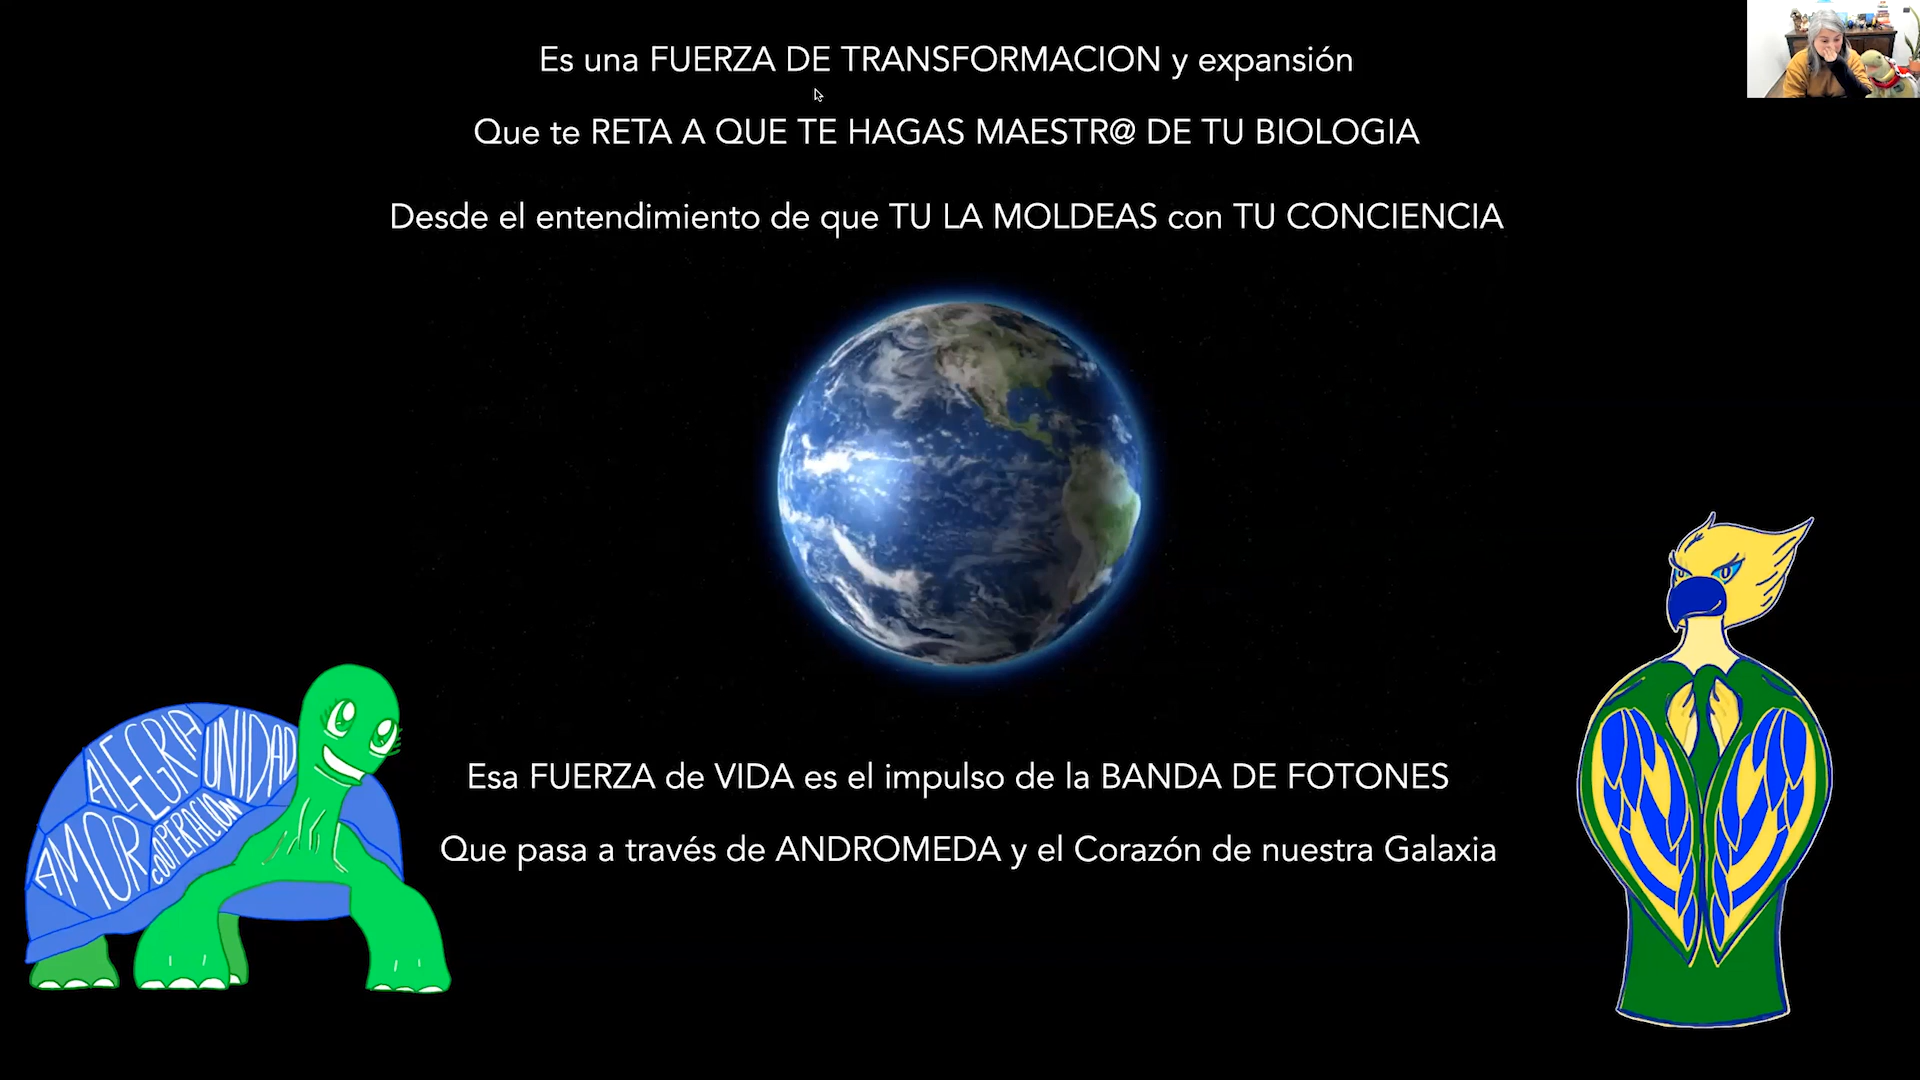 Es una FUERZA DE TRANSFORMACION y expansión
Que te RETA A QUE TE HAGAS MAESTR@ DE TU BIOLOGIA
Desde el entendimiento de que TU LA MOLDEAS con TU CONCIENCIA
ALEGRIA
UNIDAD
AMOR
COOPERACION
Esa FUERZA de VIDA es el impulso de la BANDA DE FOTONES
Que pasa a través de ANDROMEDA y el Corazón de nuestra Galaxia